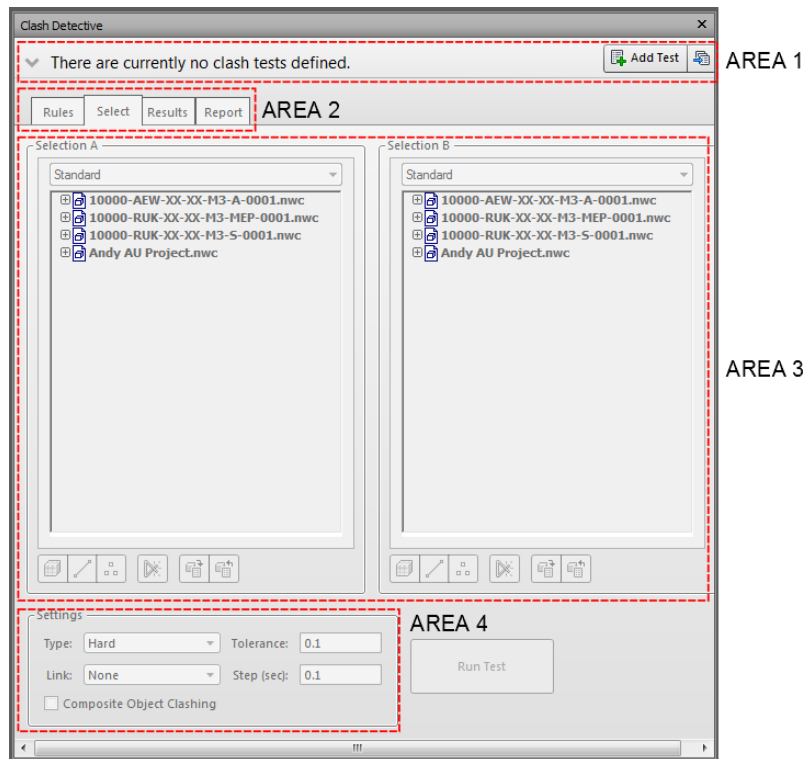 Clash Detective
There are currently no clash tests defined.
Add Test
AREA 1
Rules Select Results Report
AREA 2
Selection A
Standard
10000-AEW-XX-XX-M3-A-0001.nwc
10000-RUK-XX-XX-M3-MEP-0001.nwc
10000-RUK-XX-XX-M3-S-0001.nwc
Andy AU Project.nwc
Selection B
Standard
10000-AEW-XX-XX-M3-A-0001.nwc
10000-RUK-XX-XX-M3-MEP-0001.nwc
10000-RUK-XX-XX-M3-S-0001.nwc
Andy AU Project.nwc
AREA 3
Settings
Type: Hard Tolerance: 0.1
Link: None Step (sec): 0.1
Composite Object Clashing
AREA 4
Run Test